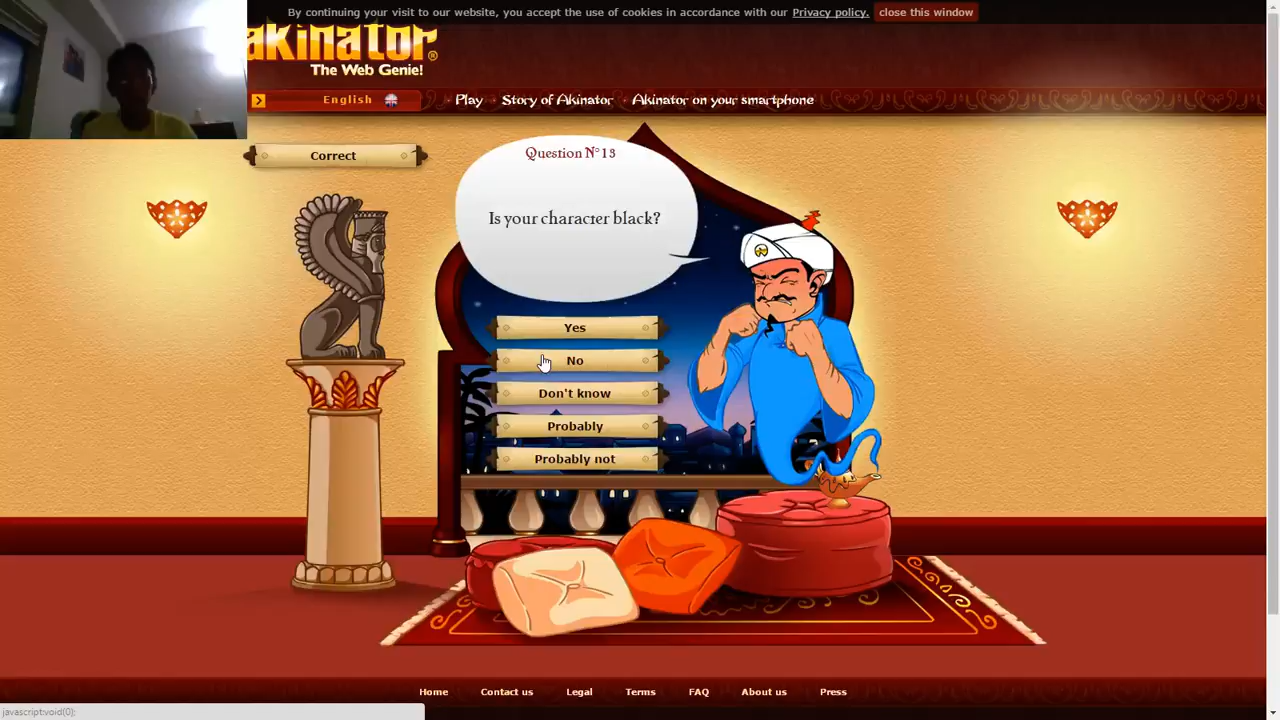 By continuing your visit to our website, you accept the use of cookies in accordance with our Privacy policy. close this window
akinator®
The Web Genie!
English
Play · Story of Akinator · Akinator on your smartphone
Correct
Question N°13
Is your character black?
Yes
No
Don't know
Probably
Probably not
Home Contact us Legal Terms FAQ About us Press
javascript:void(0);